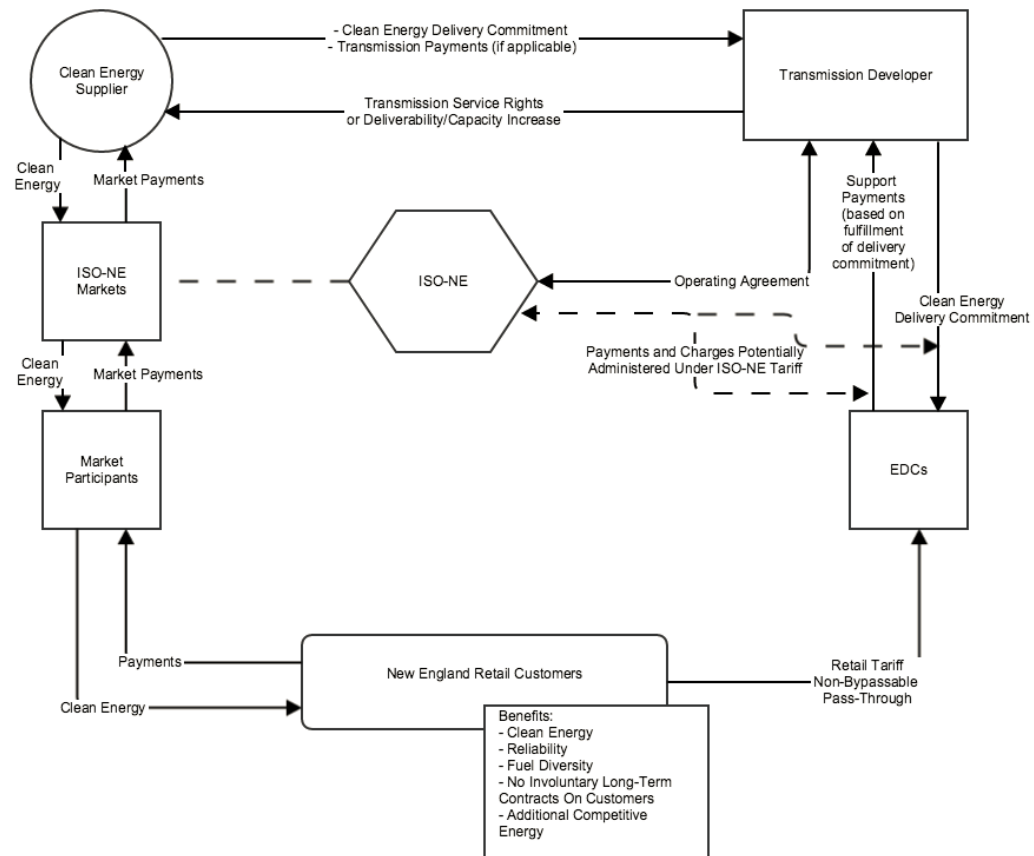 - Clean Energy Delivery Commitment
- Transmission Payments (if applicable)
Clean Energy
Supplier
Transmission Developer
Transmission Service Rights
or Deliverability/Capacity Increase
Clean
Energy
Market Payments
Support
Payments
(based on
fulfillment
of delivery
commitment)
ISO-NE
Markets
ISO-NE
Operating Agreement
Clean Energy
Delivery Commitment
Clean
Energy
Market Payments
Payments and Charges Potentially
Administered Under ISO-NE Tariff
Market
Participants
EDCs
Payments
New England Retail Customers
Retail Tariff
Non-Bypassable
Pass-Through
Clean Energy
Benefits:
- Clean Energy
- Reliability
- Fuel Diversity
- No Involuntary Long-Term
Contracts On Customers
- Additional Competitive
Energy